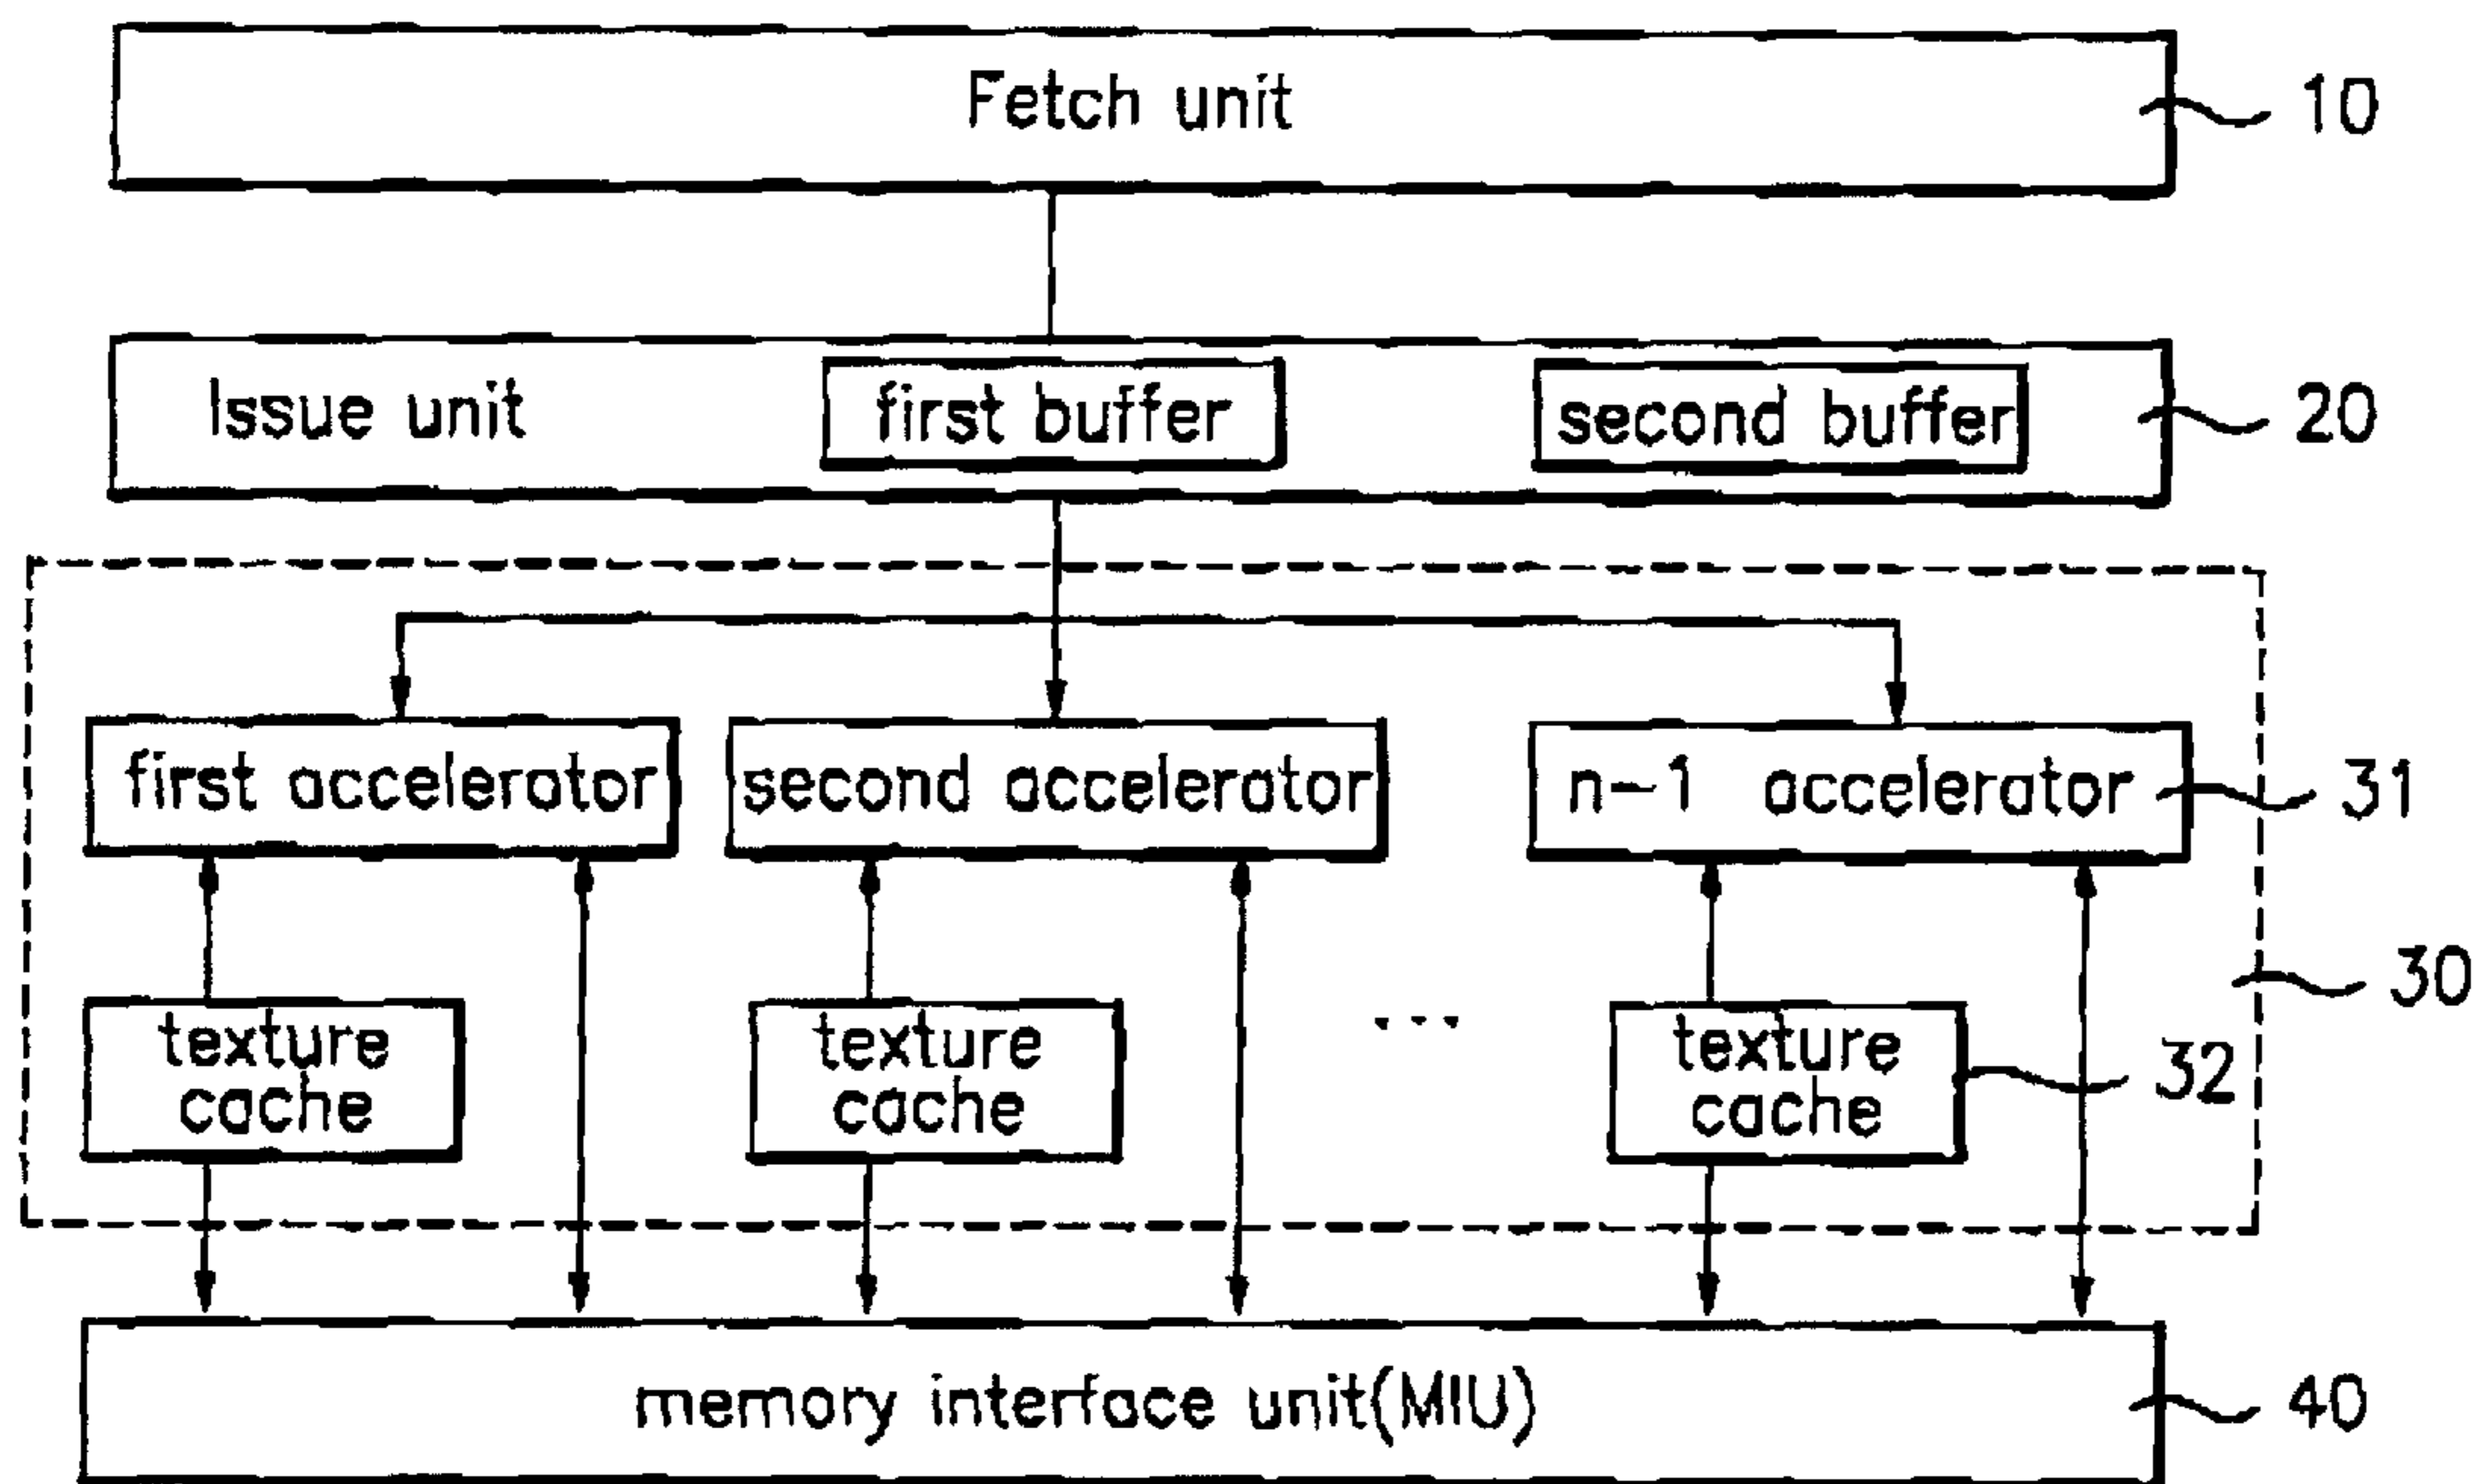 Fetch unit 10
Issue unit first buffer second buffer 20
first accelerator second accelerator n-1 accelerator 31
30
texture cache texture cache ... texture cache 32
memory interface unit(MIU) 40